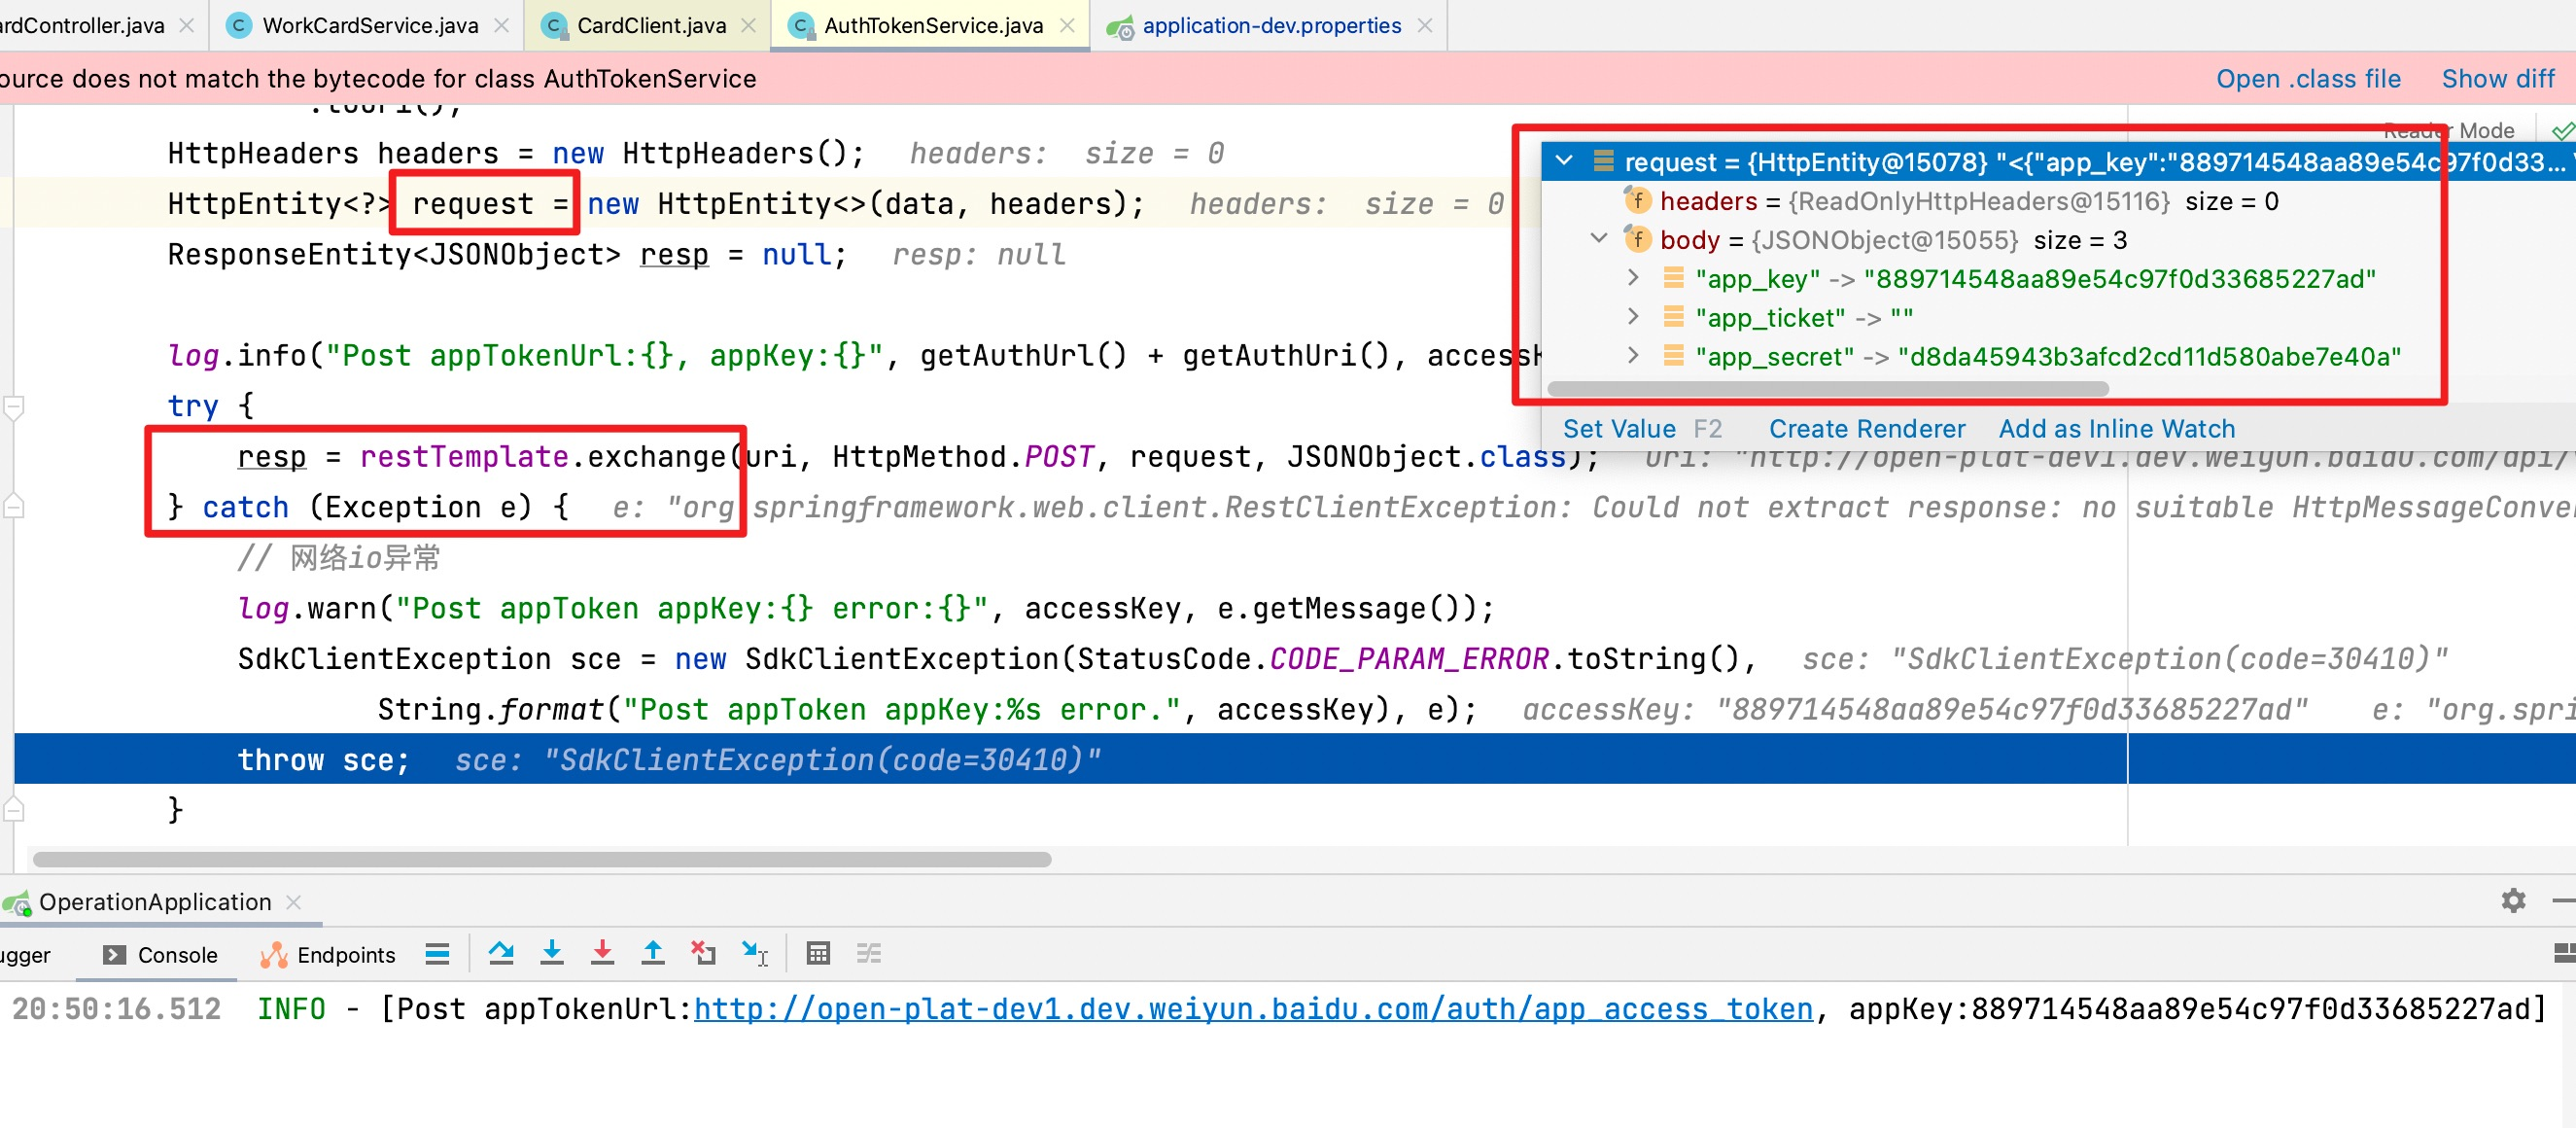 ardController.java
WorkCardService.java
CardClient.java
AuthTokenService.java
application-dev.properties
ource does not match the bytecode for class AuthTokenService
Open .class file
Show diff
.toUri();
Reader Mode
HttpHeaders headers = new HttpHeaders(); headers: size = 0
HttpEntity<?> request = new HttpEntity<>(data, headers); headers: size = 0
ResponseEntity<JSONObject> resp = null; resp: null
request = {HttpEntity@15078} "<{"app_key":"889714548aa89e54c97f0d33...
headers = {ReadOnlyHttpHeaders@15116} size = 0
body = {JSONObject@15055} size = 3
"app_key" -> "889714548aa89e54c97f0d33685227ad"
"app_ticket" -> ""
"app_secret" -> "d8da45943b3afcd2cd11d580abe7e40a"
Set Value F2 Create Renderer Add as Inline Watch
log.info("Post appTokenUrl:{}, appKey:{}", getAuthUrl() + getAuthUri(), accessK
try {
resp = restTemplate.exchange(uri, HttpMethod.POST, request, JSONObject.class); uri: "http://open-plat-dev1.dev.weiyun.baidu.com/api/
} catch (Exception e) { e: "org.springframework.web.client.RestClientException: Could not extract response: no suitable HttpMessageConve
// 网络io异常
log.warn("Post appToken appKey:{} error:{}", accessKey, e.getMessage());
SdkClientException sce = new SdkClientException(StatusCode.CODE_PARAM_ERROR.toString(), sce: "SdkClientException(code=30410)"
String.format("Post appToken appKey:%s error.", accessKey), e); accessKey: "889714548aa89e54c97f0d33685227ad" e: "org.spri
throw sce; sce: "SdkClientException(code=30410)"
}
OperationApplication
ugger
Console
Endpoints
20:50:16.512 INFO - [Post appTokenUrl:http://open-plat-dev1.dev.weiyun.baidu.com/auth/app_access_token, appKey:889714548aa89e54c97f0d33685227ad]